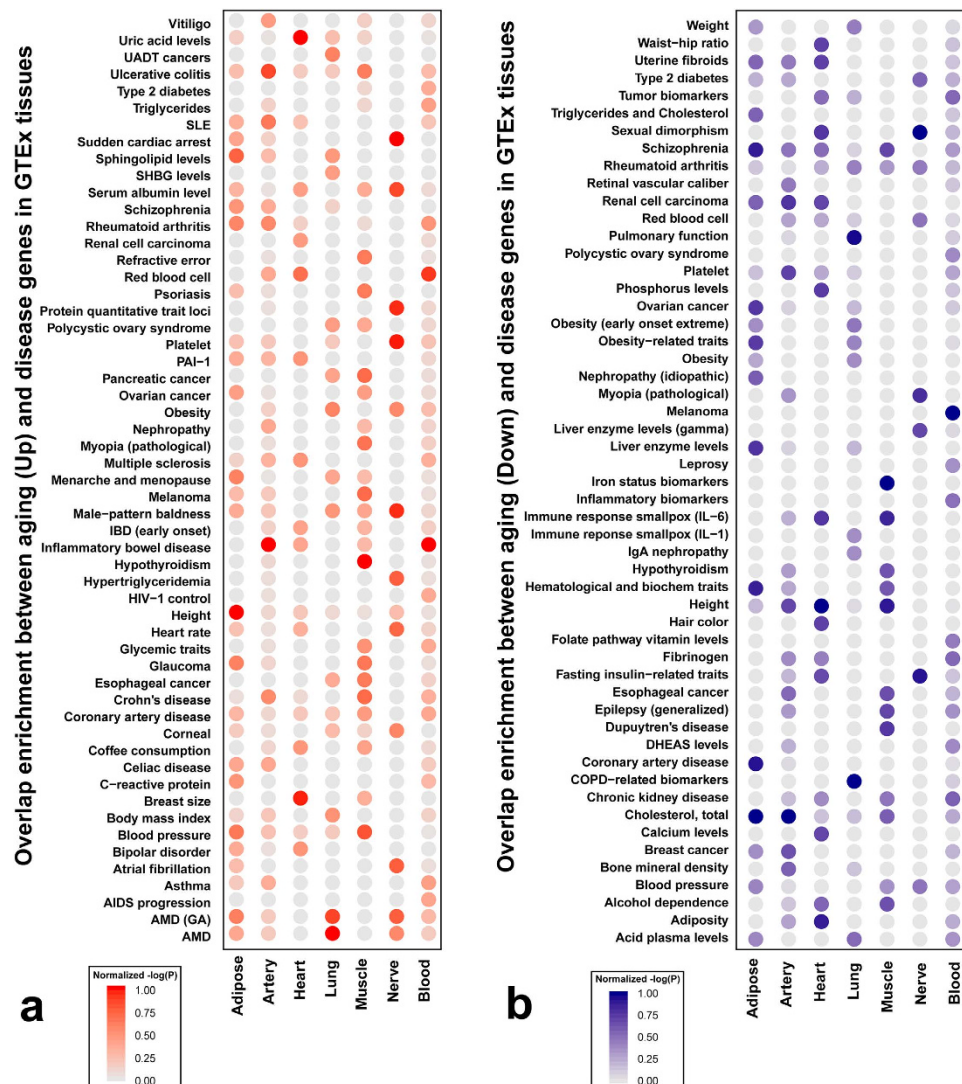 Overlap enrichment between aging (Up) and disease genes in GTEx tissues
Vitiligo
Uric acid levels
UADT cancers
Ulcerative colitis
Type 2 diabetes
Triglycerides
SLE
Sudden cardiac arrest
Sphingolipid levels
SHBG levels
Serum albumin level
Schizophrenia
Rheumatoid arthritis
Renal cell carcinoma
Refractive error
Red blood cell
Psoriasis
Protein quantitative trait loci
Polycystic ovary syndrome
Platelet
PAI-1
Pancreatic cancer
Ovarian cancer
Obesity
Nephropathy
Myopia (pathological)
Multiple sclerosis
Menarche and menopause
Melanoma
Male-pattern baldness
IBD (early onset)
Inflammatory bowel disease
Hypothyroidism
Hypertriglyceridemia
HIV-1 control
Height
Heart rate
Glycemic traits
Glaucoma
Esophageal cancer
Crohn's disease
Coronary artery disease
Corneal
Coffee consumption
Celiac disease
C-reactive protein
Breast size
Body mass index
Blood pressure
Bipolar disorder
Atrial fibrillation
Asthma
AIDS progression
AMD (GA)
AMD
Adipose
Artery
Heart
Lung
Muscle
Nerve
Blood
a
Normalized -log(P)
1.00
0.75
0.50
0.25
0.00
Overlap enrichment between aging (Down) and disease genes in GTEx tissues
Weight
Waist-hip ratio
Uterine fibroids
Type 2 diabetes
Tumor biomarkers
Triglycerides and Cholesterol
Sexual dimorphism
Schizophrenia
Rheumatoid arthritis
Retinal vascular caliber
Renal cell carcinoma
Red blood cell
Pulmonary function
Polycystic ovary syndrome
Platelet
Phosphorus levels
Ovarian cancer
Obesity (early onset extreme)
Obesity-related traits
Obesity
Nephropathy (idiopathic)
Myopia (pathological)
Melanoma
Liver enzyme levels (gamma)
Liver enzyme levels
Leprosy
Iron status biomarkers
Inflammatory biomarkers
Immune response smallpox (IL-6)
Immune reponse smallpox (IL-1)
IgA nephropathy
Hypothyroidism
Hematological and biochem traits
Height
Hair color
Folate pathway vitamin levels
Fibrinogen
Fasting insulin-related traits
Esophageal cancer
Epilepsy (generalized)
Dupuytren's disease
DHEAS levels
Coronary artery disease
COPD-related biomarkers
Chronic kidney disease
Cholesterol, total
Calcium levels
Breast cancer
Bone mineral density
Blood pressure
Alcohol dependence
Adiposity
Acid plasma levels
Adipose
Artery
Heart
Lung
Muscle
Nerve
Blood
b
Normalized -log(P)
1.00
0.75
0.50
0.25
0.00